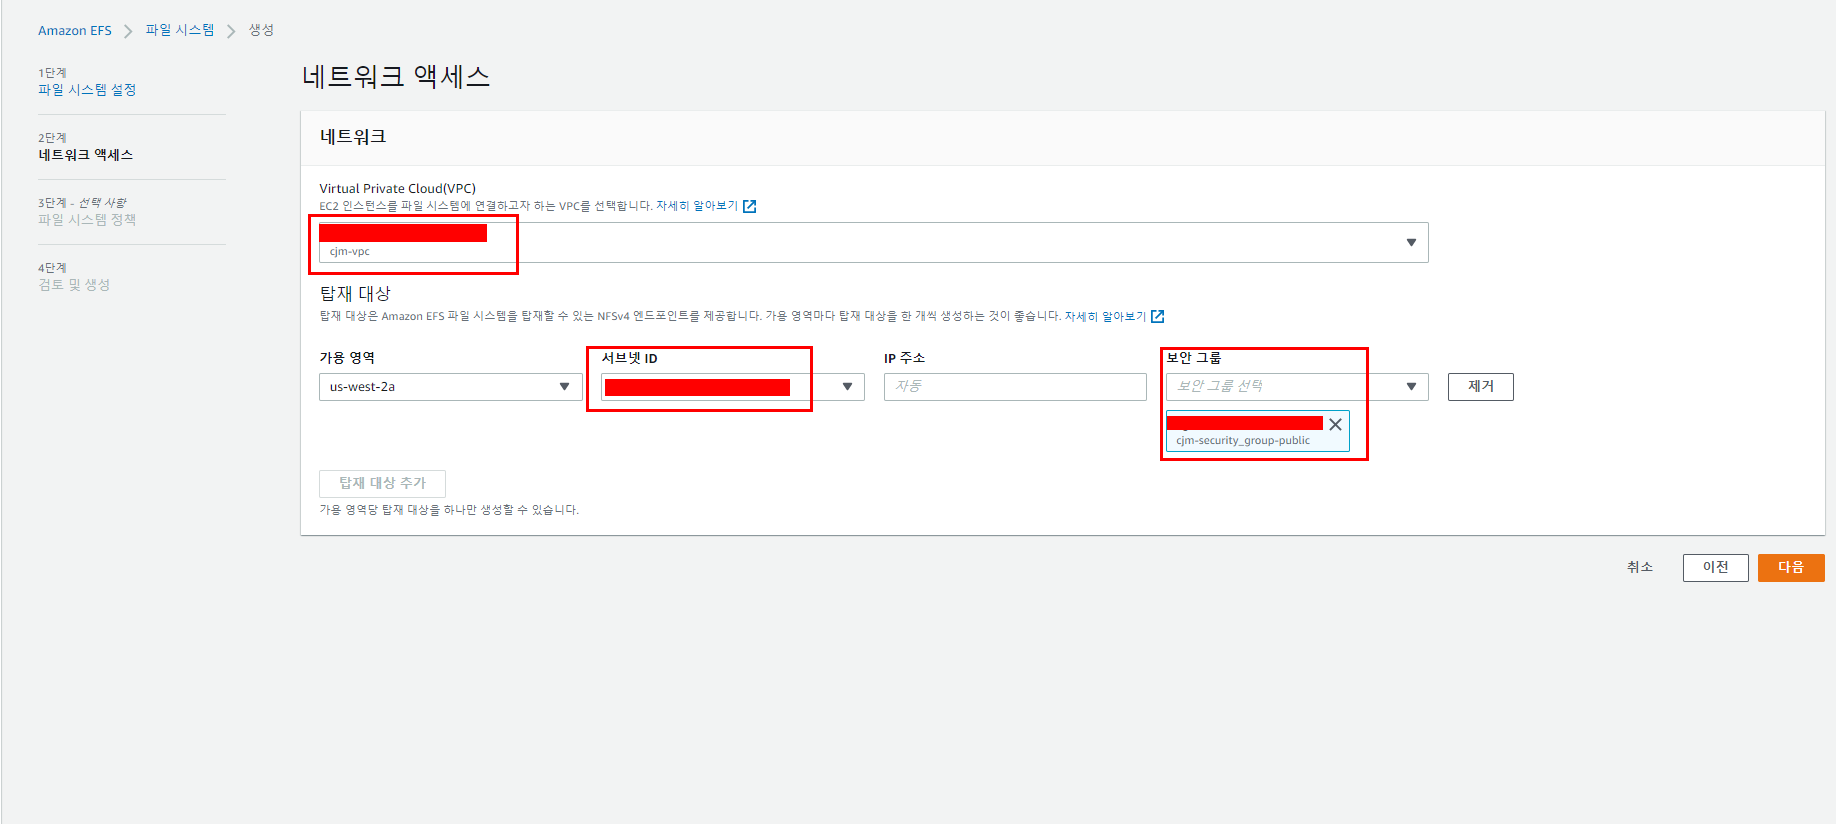 Amazon EFS
파일 시스템
생성
1단계
파일 시스템 설정
2단계
네트워크 액세스
3단계 - 선택 사항
파일 시스템 정책
4단계
검토 및 생성
네트워크 액세스
네트워크
Virtual Private Cloud(VPC)
EC2 인스턴스를 파일 시스템에 연결하고자 하는 VPC를 선택합니다. 자세히 알아보기
cjm-vpc
탑재 대상
탑재 대상은 Amazon EFS 파일 시스템을 탑재할 수 있는 NFSv4 엔드포인트를 제공합니다. 가용 영역마다 탑재 대상을 한 개씩 생성하는 것이 좋습니다. 자세히 알아보기
가용 영역
서브넷 ID
IP 주소
보안 그룹
us-west-2a
자동
보안 그룹 선택
제거
cjm-security_group-public
탑재 대상 추가
가용 영역당 탑재 대상을 하나만 생성할 수 있습니다.
취소
이전
다음